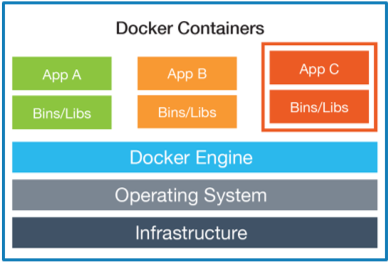 Docker Containers
App A
App B
App C
Bins/Libs
Bins/Libs
Bins/Libs
Docker Engine
Operating System
Infrastructure